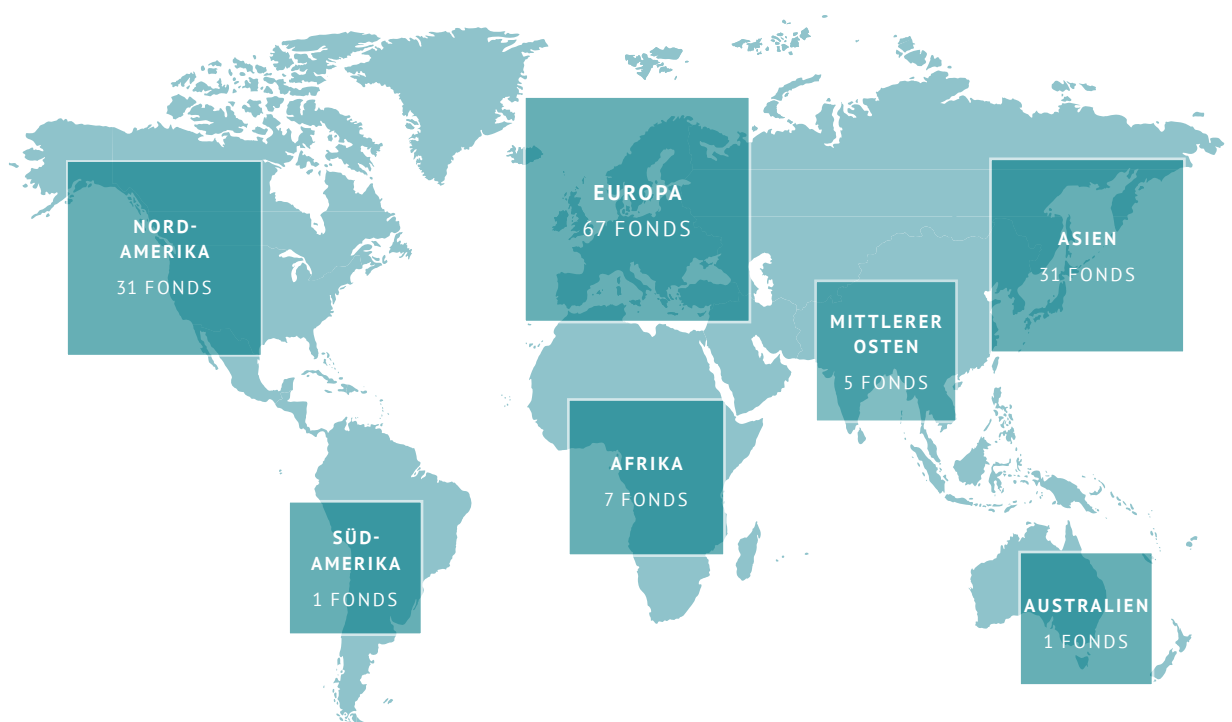 NORD-
AMERIKA
31 FONDS
EUROPA
67 FONDS
ASIEN
31 FONDS
MITTLERER
OSTEN
5 FONDS
AFRIKA
7 FONDS
SÜD-
AMERIKA
1 FONDS
AUSTRALIEN
1 FONDS